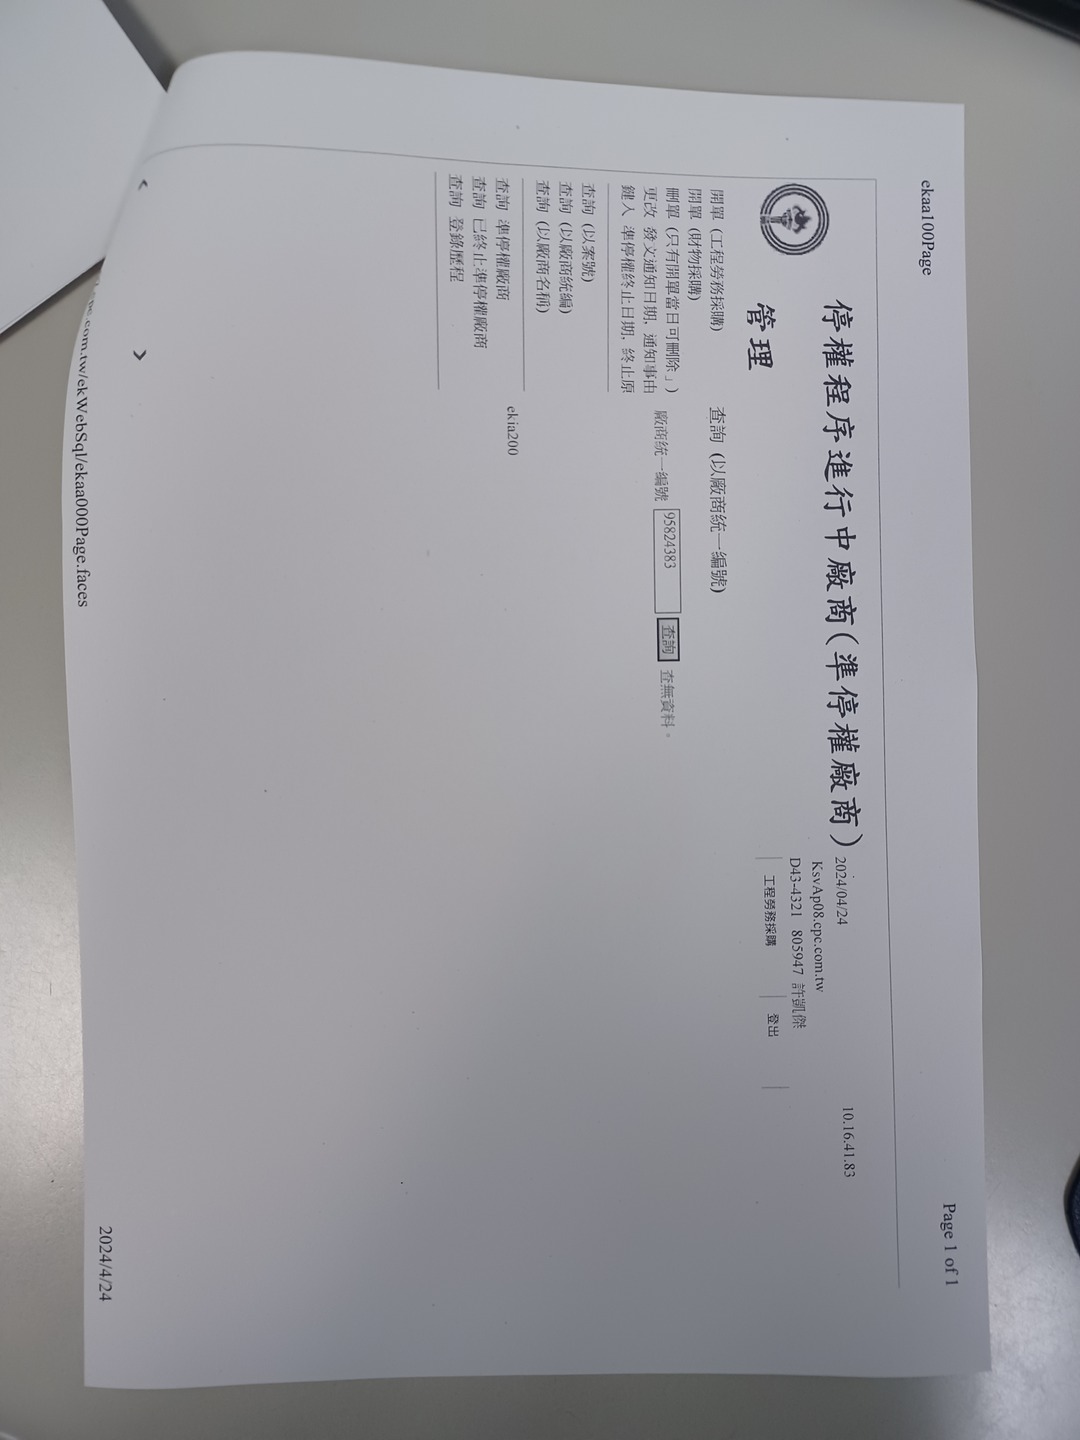 ekaa100Page
Page 1 of 1
停權程序進行中廠商(準停權廠商)
管理
2024/04/24
10.16.41.83
KsvAp08.cpc.com.tw
D43-4321 805947 許凱傑
工程勞務採購
登出
開單 (工程勞務採購)
開單 (財物採購)
刪單 (只有開單當日可刪除」)
更改 發文通知日期, 通知事由
鍵入 準停權終止日期, 終止原
查詢 (以案號)
查詢 (以廠商統編)
查詢 (以廠商名稱)
查詢 準停權廠商
查詢 已終止準停權廠商
查詢 登錄歷程
查詢 (以廠商統一編號)
廠商統一編號 95824383 查詢 查無資料。
ekia200
.com.tw/ekWebSql/ekaa000Page.faces
2024/4/24